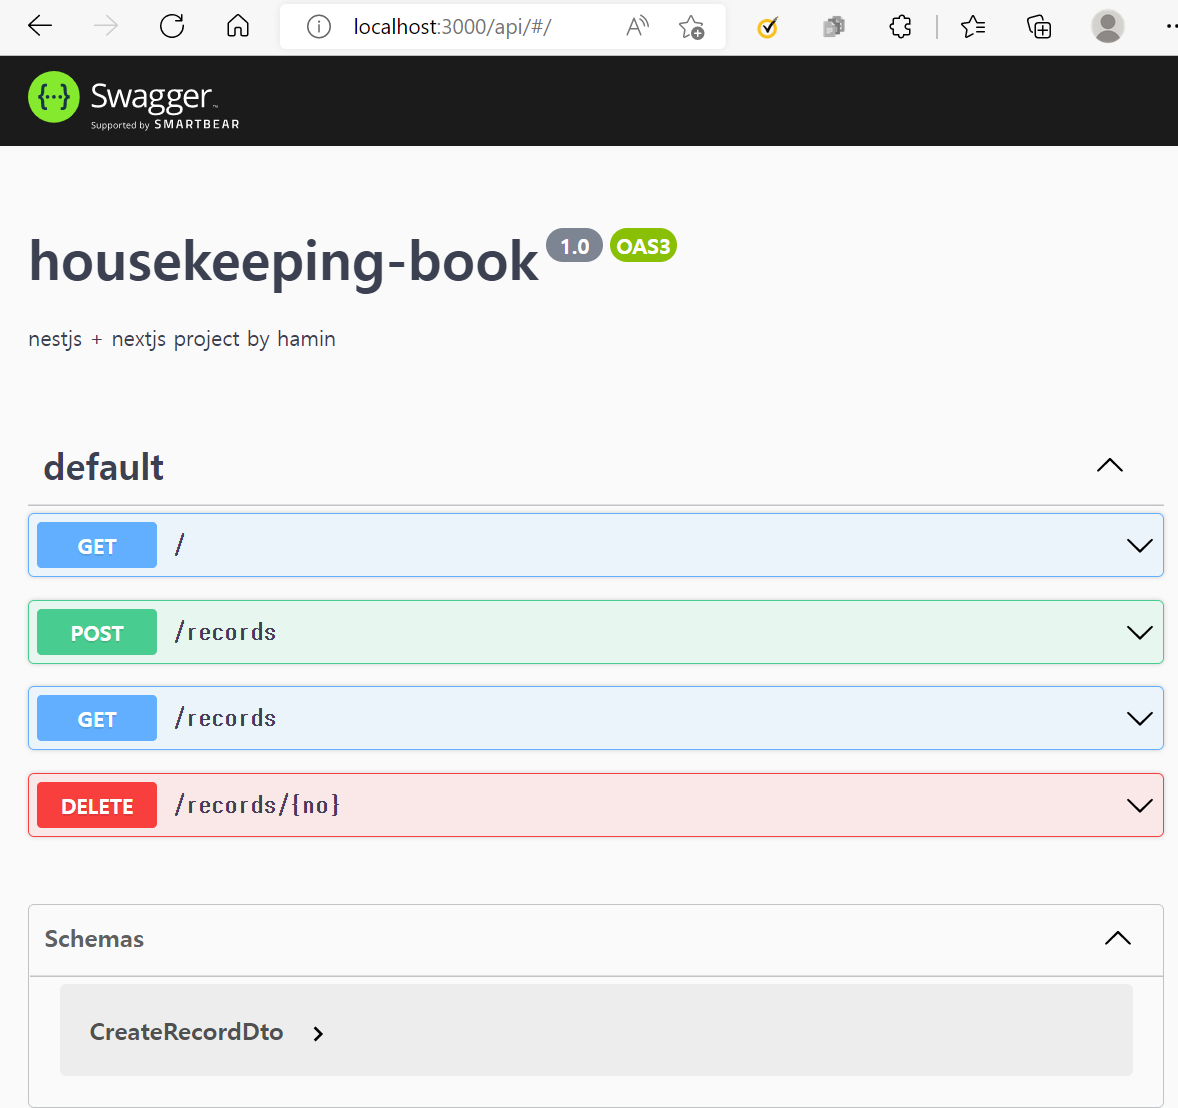 localhost:3000/api/#/
{···} Swagger™
Supported by SMARTBEAR
housekeeping-book 1.0 OAS3
nestjs + nextjs project by hamin
default
GET /
POST /records
GET /records
DELETE /records/{no}
Schemas
CreateRecordDto